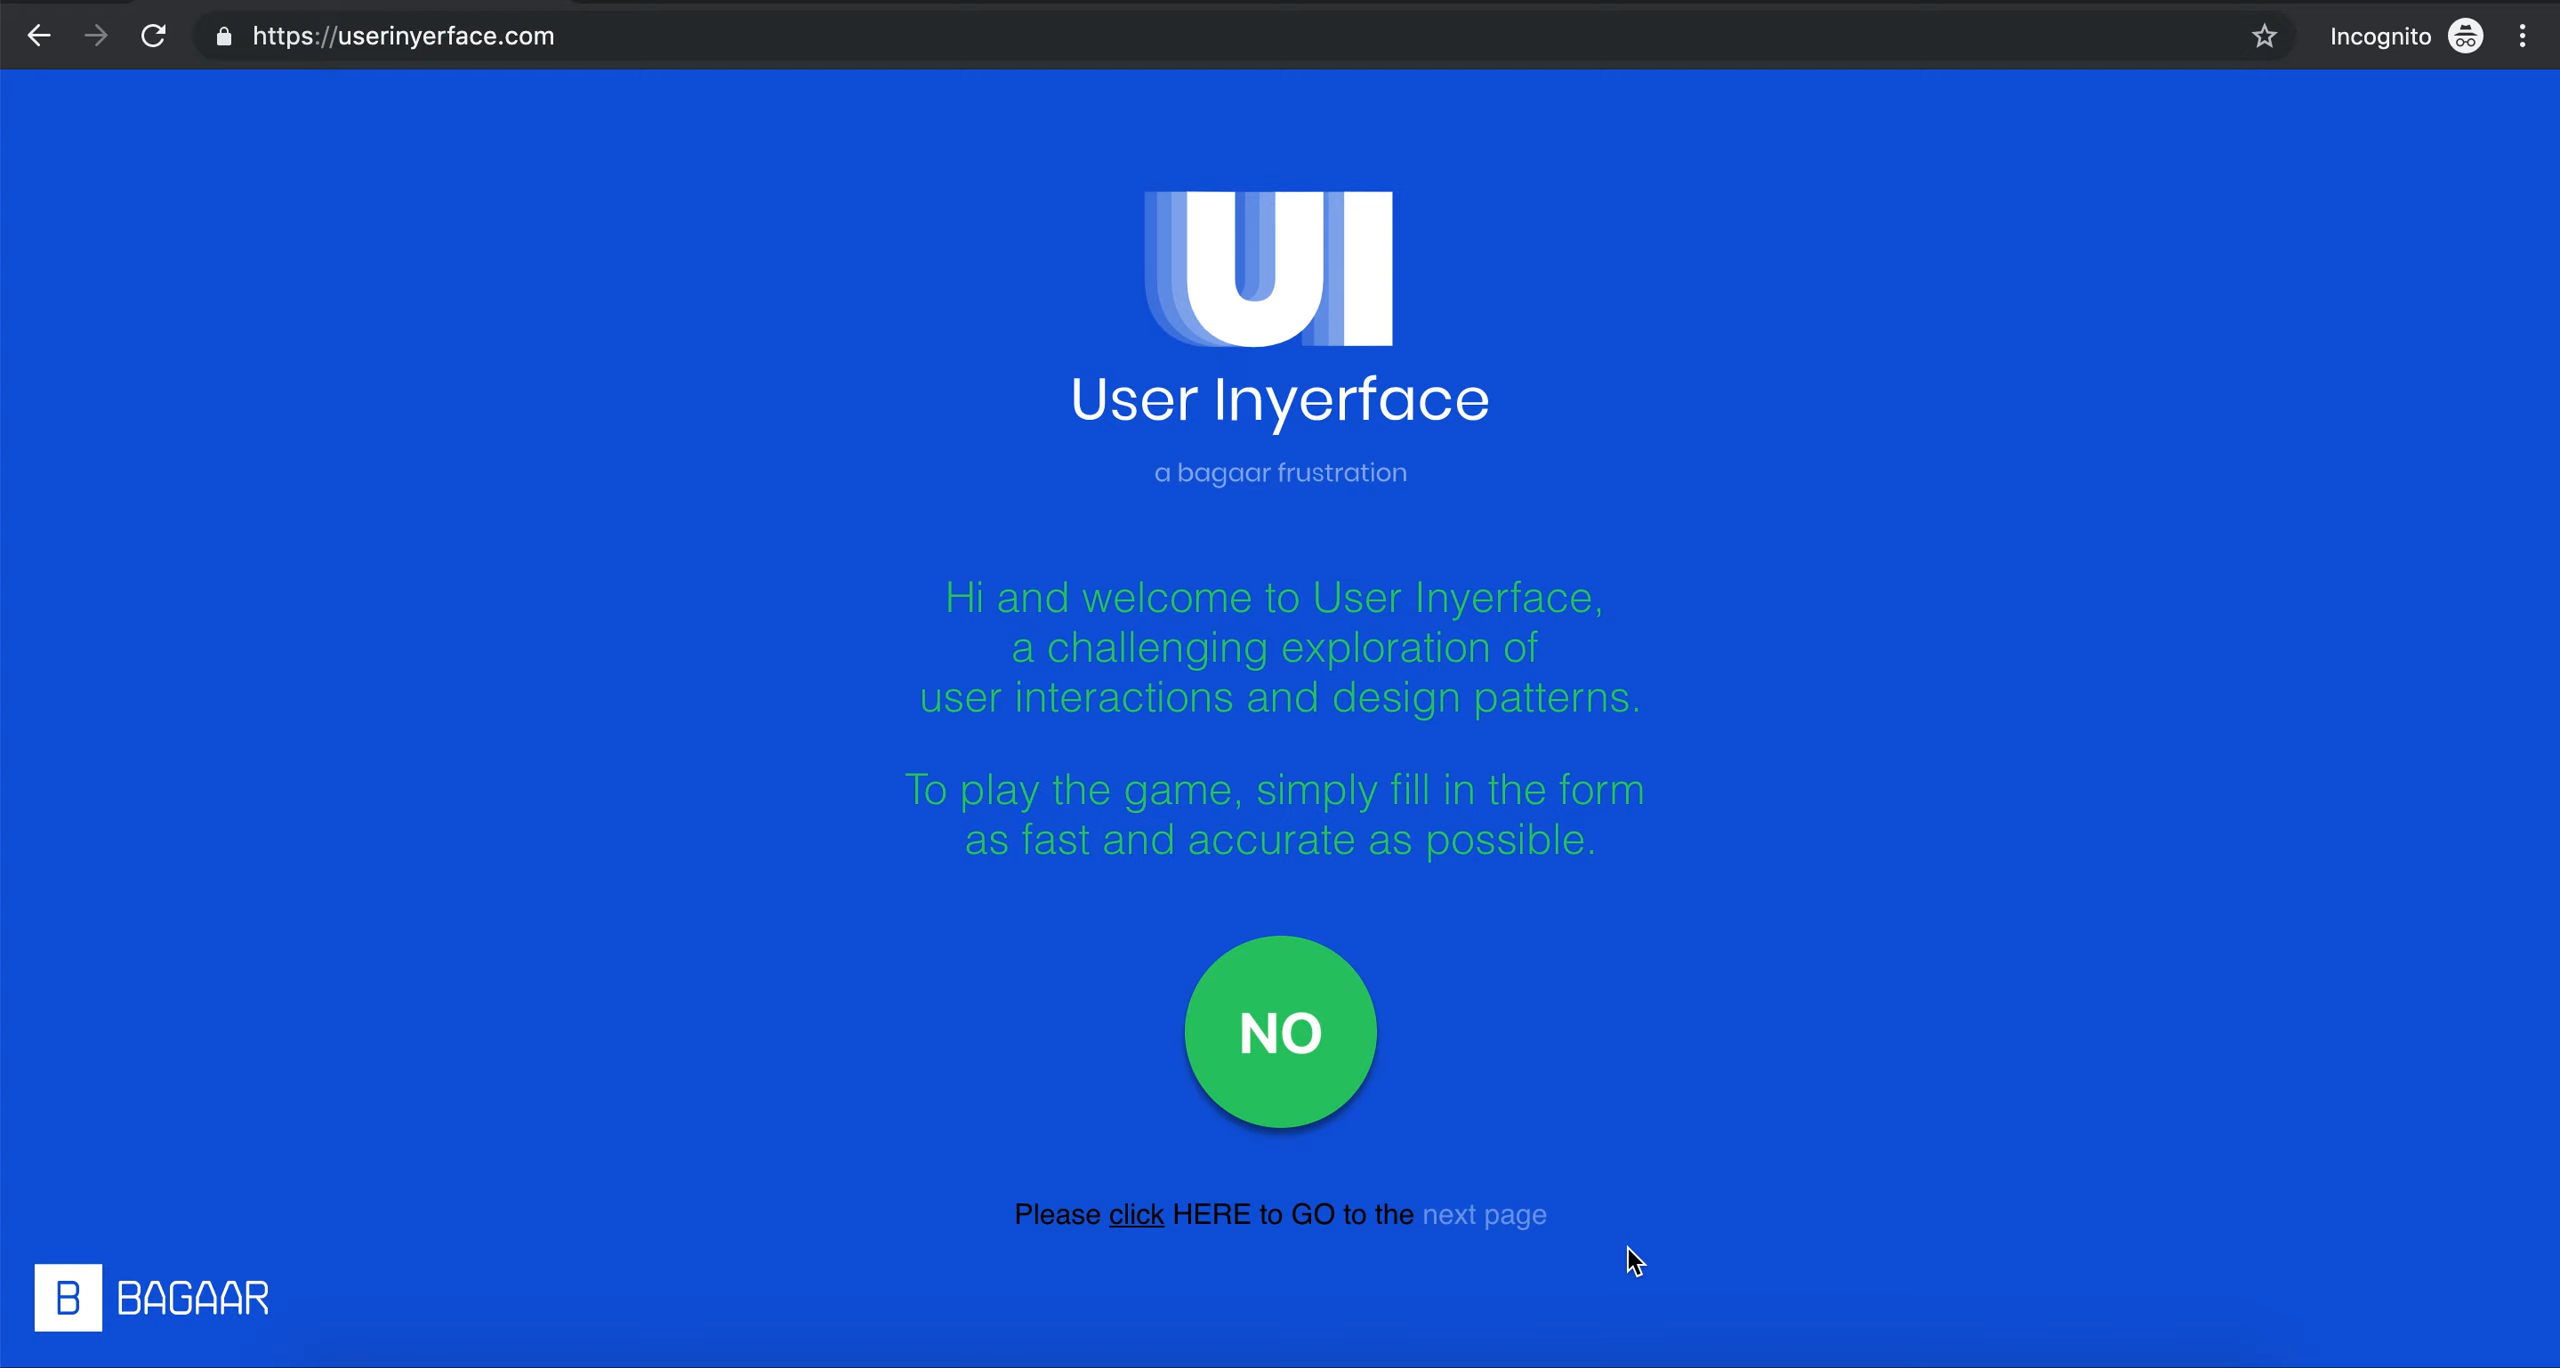 https://userinyerface.com
Incognito
UI
User Inyerface
a bagaar frustration
Hi and welcome to User Inyerface,
a challenging exploration of
user interactions and design patterns.
To play the game, simply fill in the form
as fast and accurate as possible.
NO
Please click HERE to GO to the next page
B BAGAAR